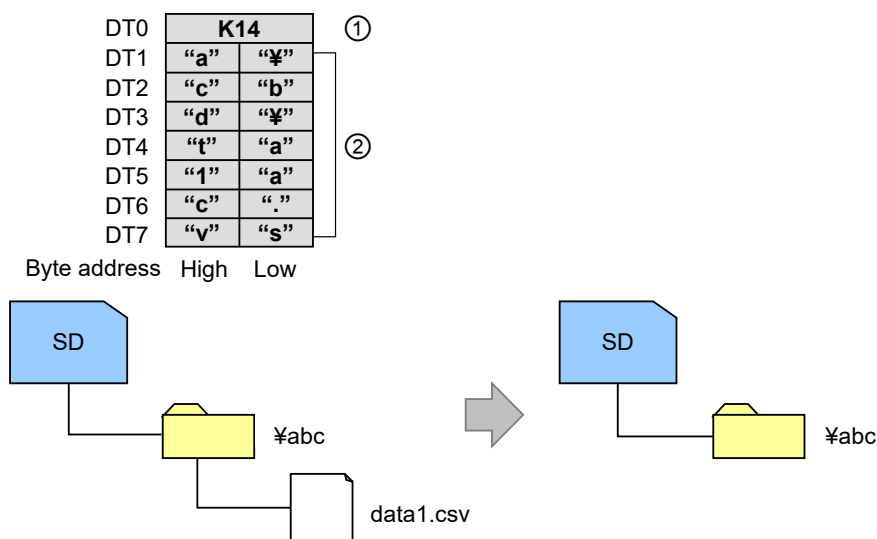 DT0 K14 ①
DT1 “a” “¥”
DT2 “c” “b”
DT3 “d” “¥”
DT4 “t” “a” ②
DT5 “1” “a”
DT6 “c” “.”
DT7 “v” “s”
Byte address High Low
SD SD
¥abc ¥abc
data1.csv